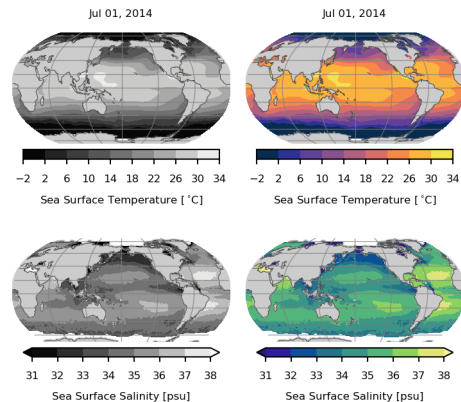 Jul 01, 2014
Jul 01, 2014
−2 2 6 10 14 18 22 26 30 34
−2 2 6 10 14 18 22 26 30 34
Sea Surface Temperature [°C]
Sea Surface Temperature [°C]
31 32 33 34 35 36 37 38
31 32 33 34 35 36 37 38
Sea Surface Salinity [psu]
Sea Surface Salinity [psu]